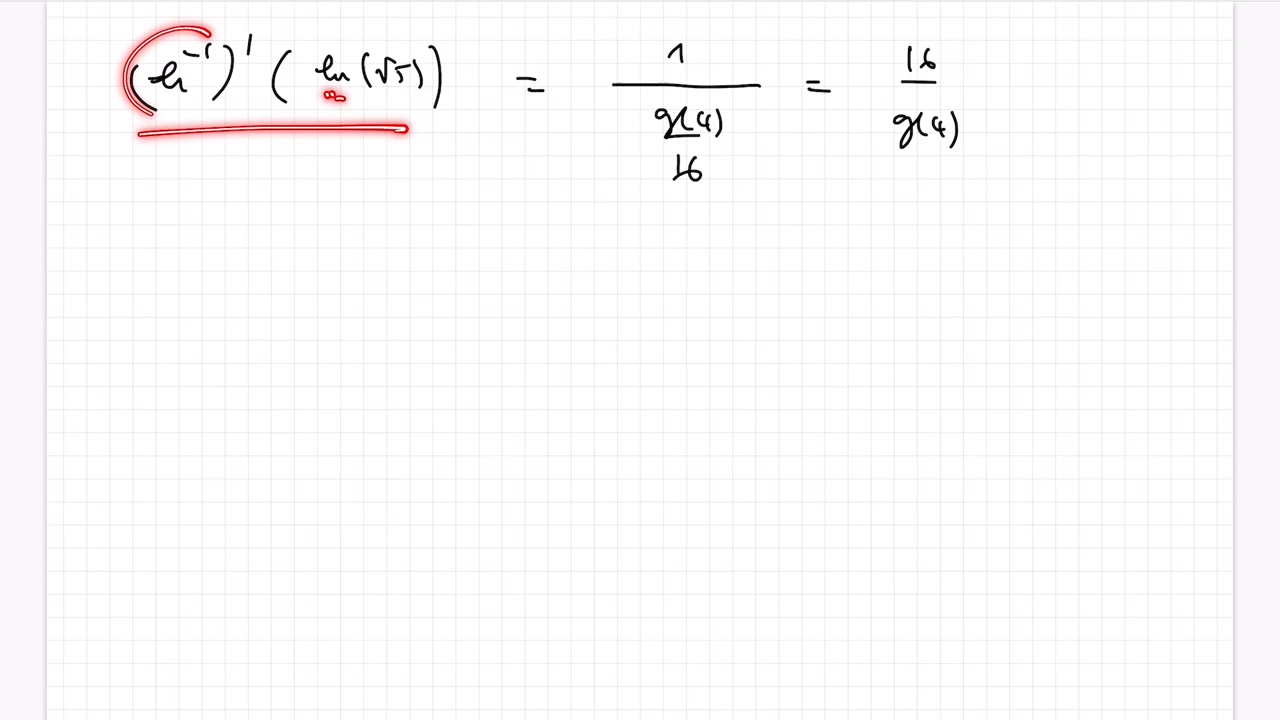 (h⁻¹)' ( ln(√5) ) = 1 / (g(4) / 16) = 16 / g(4)